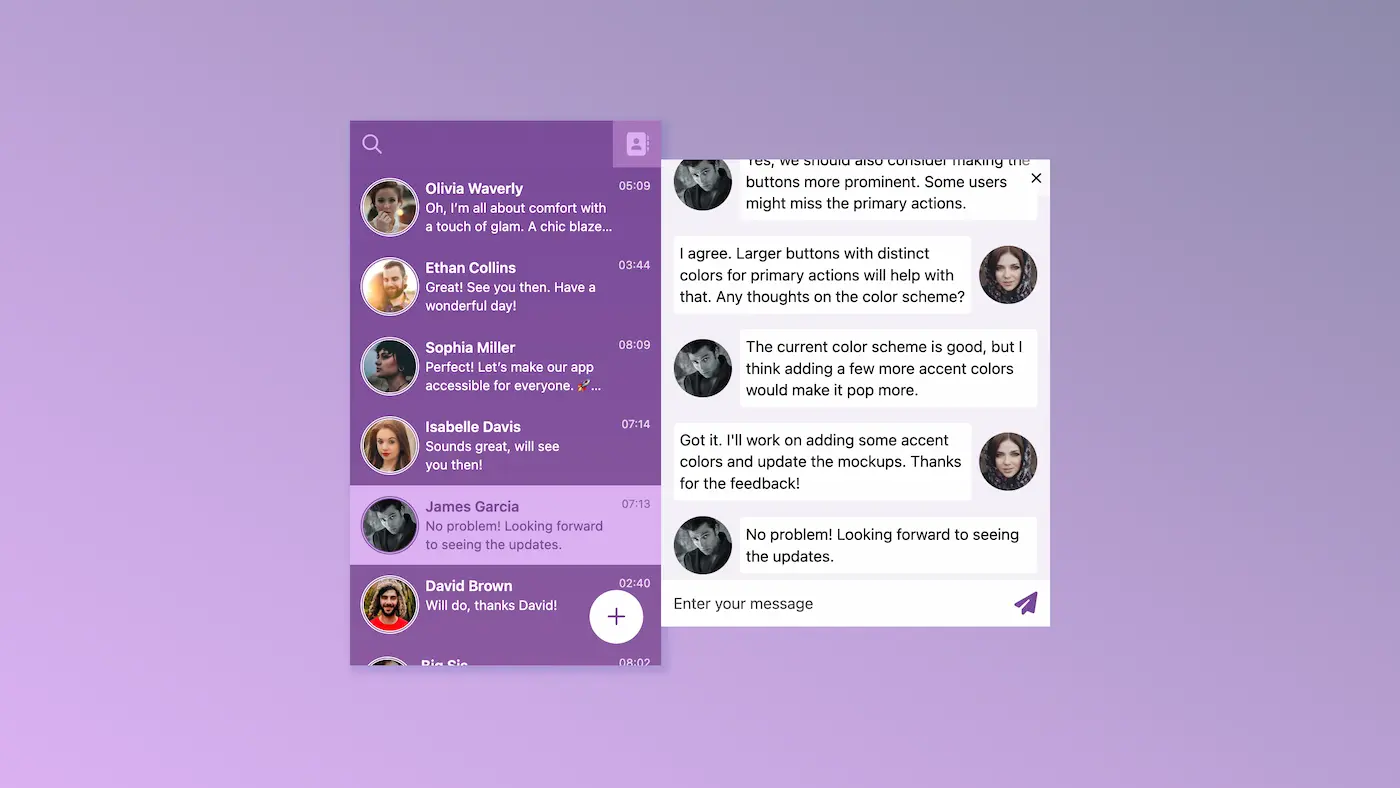 Olivia Waverly
05:09
Oh, I’m all about comfort with
a touch of glam. A chic blaze...
Ethan Collins
03:44
Great! See you then. Have a
wonderful day!
Sophia Miller
08:09
Perfect! Let’s make our app
accessible for everyone. 🚀...
Isabelle Davis
07:14
Sounds great, will see
you then!
James Garcia
07:13
No problem! Looking forward
to seeing the updates.
David Brown
02:40
Will do, thanks David!
Big Sis
08:02
Yes, we should also consider making the
buttons more prominent. Some users
might miss the primary actions.
I agree. Larger buttons with distinct
colors for primary actions will help with
that. Any thoughts on the color scheme?
The current color scheme is good, but I
think adding a few more accent colors
would make it pop more.
Got it. I'll work on adding some accent
colors and update the mockups. Thanks
for the feedback!
No problem! Looking forward to seeing
the updates.
Enter your message